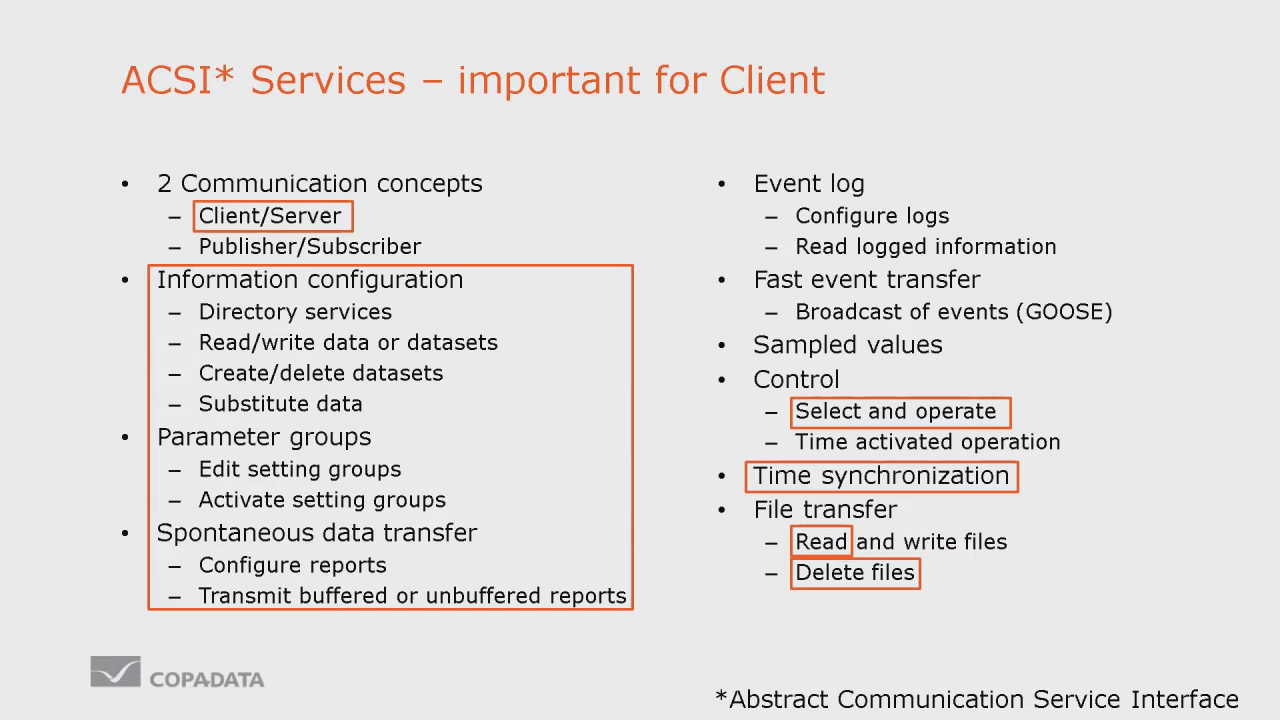 ACSI* Services – important for Client
• 2 Communication concepts
– Client/Server
– Publisher/Subscriber
• Information configuration
– Directory services
– Read/write data or datasets
– Create/delete datasets
– Substitute data
• Parameter groups
– Edit setting groups
– Activate setting groups
• Spontaneous data transfer
– Configure reports
– Transmit buffered or unbuffered reports
• Event log
– Configure logs
– Read logged information
• Fast event transfer
– Broadcast of events (GOOSE)
• Sampled values
• Control
– Select and operate
– Time activated operation
• Time synchronization
• File transfer
– Read and write files
– Delete files
COPADATA
*Abstract Communication Service Interface